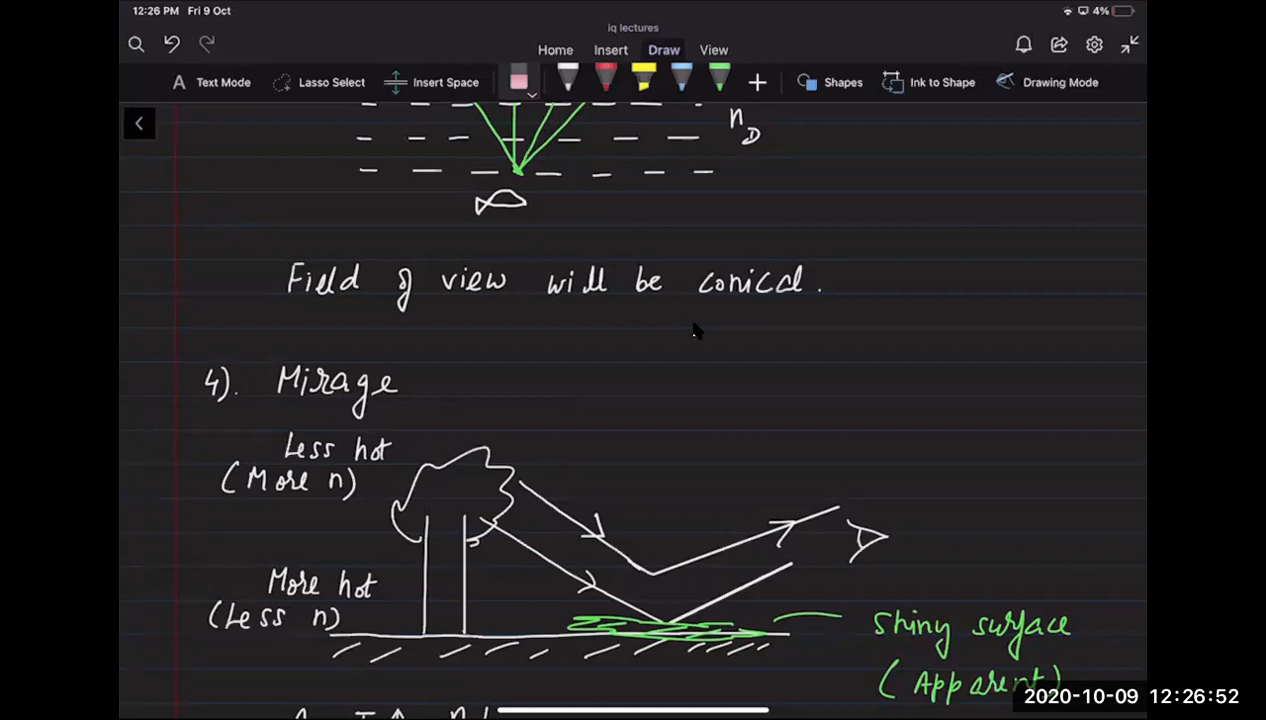 12:26 PM Fri 9 Oct
4%
iq lectures
Home Insert Draw View
Text Mode Lasso Select Insert Space Shapes Ink to Shape Drawing Mode
n D
Field of view will be conical.
4). Mirage
Less hot
(More n)
More hot
(Less n)
Shiny surface
(Apparent)
2020-10-09 12:26:52